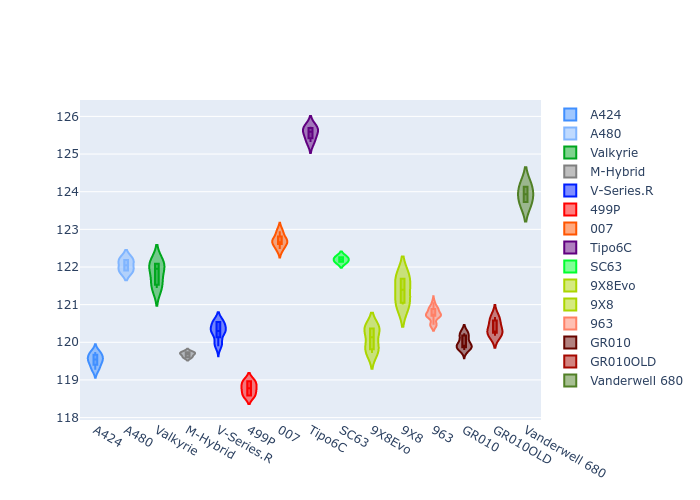 126
125
124
123
122
121
120
119
118
A424
A480
Valkyrie
M-Hybrid
V-Series.R
499P
007
Tipo6C
SC63
9X8Evo
9X8
963
GR010
GR010OLD
Vanderwell 680
A424
A480
Valkyrie
M-Hybrid
V-Series.R
499P
007
Tipo6C
SC63
9X8Evo
9X8
963
GR010
GR010OLD
Vanderwell 680